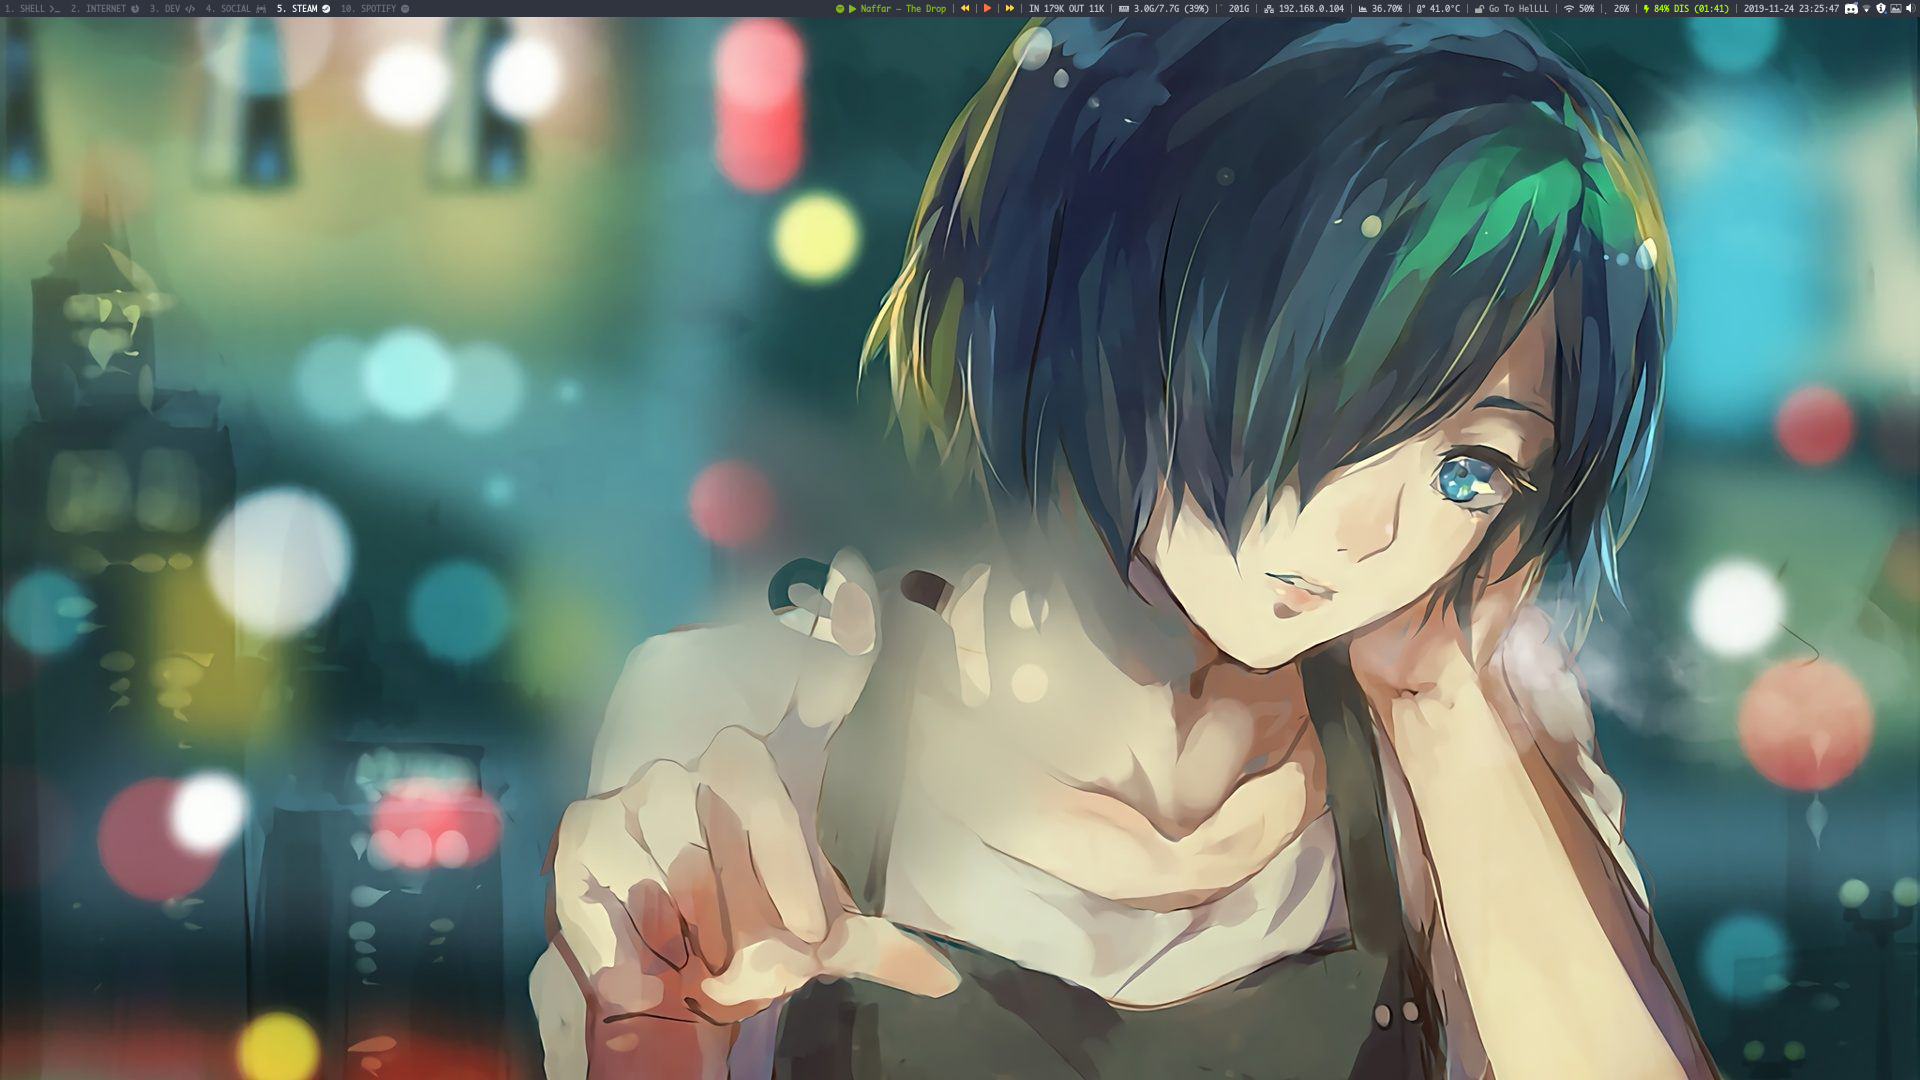 1. SHELL >_ 2. INTERNET 3. DEV </> 4. SOCIAL 5. STEAM 10. SPOTIFY Naffar – The Drop | | | | IN 179K OUT 11K | 3.0G/7.7G (39%) | 201G | 192.168.0.104 | 36.70% | 41.0°C | Go To HelLLL | 50% | 26% | 84% DIS (01:41) | 2019-11-24 23:25:47